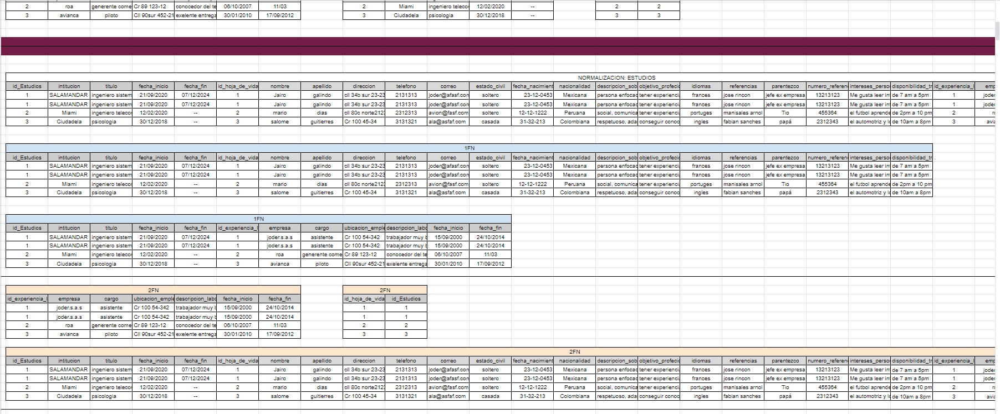 2 roa generente come Cr 89 123-12 conocedor del te 06/10/2007 11/03 2 Miami ingeniero telecor 12/02/2020 -- 2 2
3 avianca piloto Cll 90sur 452-21 exelente entrega 30/01/2010 17/09/2012 3 Ciudadela psicologia 30/12/2018 -- 3 3
NORMALIZACION: ESTUDIOS
id_Estudios intitucion titulo fecha_inicio fecha_fin id_hoja_de_vida nombre apellido direccion telefono correo estado_civil fecha_nacimient nacionalidad descripcion_sob objetivo_profecio idiomas referencias parentezco numero_referen intereses_perso disponibilidad_tr id_experiencia_l emp
1 SALAMANDAR ingeniero sistem 21/09/2020 07/12/2024 1 Jairo galindo cll 34b sur 23-23 2131313 joder@afasf.com soltero 23-12-0453 Mexicana persona enfocad tener experienci frances jose rincon jefe ex empresa 13213123 Me gusta leer inf de 7 am a 5pm 1 joder
1 SALAMANDAR ingeniero sistem 21/09/2020 07/12/2024 1 Jairo galindo cll 34b sur 23-23 2131313 joder@afasf.com soltero 23-12-0453 Mexicana persona enfocad tener experienci frances jose rincon jefe ex empresa 13213123 Me gusta leer inf de 7 am a 5pm 1 joder
2 Miami ingeniero telecor 12/02/2020 -- 2 mario dias cll 80c norte2123 2312313 avion@fasf.com soltero 12-12-1222 Peruana social, comunica tener experienci portuges manisales arnol Tio 455364 el futbol aprende de 2pm a 10 pm 2 ro
3 Ciudadela psicologia 30/12/2018 -- 3 salome guitierres Cr 100 45-34 3131321 ala@asfaf.com casada 31-32-213 Colombiana respetuoso, ada conseguir conoc ingles fabian sanches papá 2312343 el automotriz y lo de 10am a 8pm 3 avia
1FN
id_Estudios intitucion titulo fecha_inicio fecha_fin id_hoja_de_vida nombre apellido direccion telefono correo estado_civil fecha_nacimient nacionalidad descripcion_sob objetivo_profecio idiomas referencias parentezco numero_referen intereses_perso disponibilidad_tr
1 SALAMANDAR ingeniero sistem 21/09/2020 07/12/2024 1 Jairo galindo cll 34b sur 23-23 2131313 joder@afasf.com soltero 23-12-0453 Mexicana persona enfocad tener experienci frances jose rincon jefe ex empresa 13213123 Me gusta leer inf de 7 am a 5pm
1 SALAMANDAR ingeniero sistem 21/09/2020 07/12/2024 1 Jairo galindo cll 34b sur 23-23 2131313 joder@afasf.com soltero 23-12-0453 Mexicana persona enfocad tener experienci frances jose rincon jefe ex empresa 13213123 Me gusta leer inf de 7 am a 5pm
2 Miami ingeniero telecor 12/02/2020 -- 2 mario dias cll 80c norte2123 2312313 avion@fasf.com soltero 12-12-1222 Peruana social, comunica tener experienci portuges manisales arnol Tio 455364 el futbol aprende de 2pm a 10 pm
3 Ciudadela psicologia 30/12/2018 -- 3 salome guitierres Cr 100 45-34 3131321 ala@asfaf.com casada 31-32-213 Colombiana respetuoso, ada conseguir conoc ingles fabian sanches papá 2312343 el automotriz y lo de 10am a 8pm
1FN
id_Estudios intitucion titulo fecha_inicio fecha_fin id_experiencia_l empresa cargo ubicacion_emple descripcion_labo fecha_inicio fecha_fin
1 SALAMANDAR ingeniero sistem 21/09/2020 07/12/2024 1 joder.s.a.s asistente Cr 100 54-342 trabajador muy b 15/09/2000 24/10/2014
1 SALAMANDAR ingeniero sistem 21/09/2020 07/12/2024 1 joder.s.a.s asistente Cr 100 54-342 trabajador muy b 15/09/2000 24/10/2014
2 Miami ingeniero telecor 12/02/2020 -- 2 roa generente come Cr 89 123-12 conocedor del te 06/10/2007 11/03
3 Ciudadela psicologia 30/12/2018 -- 3 avianca piloto Cll 90sur 452-21 exelente entrega 30/01/2010 17/09/2012
2FN 2FN
id_experiencia_l empresa cargo ubicacion_emple descripcion_labo fecha_inicio fecha_fin id_hoja_de_vida id_Estudios
1 joder.s.a.s asistente Cr 100 54-342 trabajador muy b 15/09/2000 24/10/2014 1 1
1 joder.s.a.s asistente Cr 100 54-342 trabajador muy b 15/09/2000 24/10/2014 1 1
2 roa generente come Cr 89 123-12 conocedor del te 06/10/2007 11/03 2 2
3 avianca piloto Cll 90sur 452-21 exelente entrega 30/01/2010 17/09/2012 3 3
2FN
id_Estudios intitucion titulo fecha_inicio fecha_fin id_hoja_de_vida nombre apellido direccion telefono correo estado_civil fecha_nacimient nacionalidad descripcion_sob objetivo_profecio idiomas referencias parentezco numero_referen intereses_perso disponibilidad_tr id_experiencia_l emp
1 SALAMANDAR ingeniero sistem 21/09/2020 07/12/2024 1 Jairo galindo cll 34b sur 23-23 2131313 joder@afasf.com soltero 23-12-0453 Mexicana persona enfocad tener experienci frances jose rincon jefe ex empresa 13213123 Me gusta leer inf de 7 am a 5pm 1 joder
1 SALAMANDAR ingeniero sistem 21/09/2020 07/12/2024 1 Jairo galindo cll 34b sur 23-23 2131313 joder@afasf.com soltero 23-12-0453 Mexicana persona enfocad tener experienci frances jose rincon jefe ex empresa 13213123 Me gusta leer inf de 7 am a 5pm 1 joder
2 Miami ingeniero telecor 12/02/2020 -- 2 mario dias cll 80c norte2123 2312313 avion@fasf.com soltero 12-12-1222 Peruana social, comunica tener experienci portuges manisales arnol Tio 455364 el futbol aprende de 2pm a 10 pm 2 ro
3 Ciudadela psicologia 30/12/2018 -- 3 salome guitierres Cr 100 45-34 3131321 ala@asfaf.com casada 31-32-213 Colombiana respetuoso, ada conseguir conoc ingles fabian sanches papá 2312343 el automotriz y lo de 10am a 8pm 3 avia